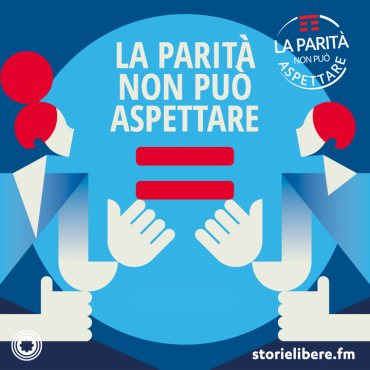 LA PARITÀ
NON PUÒ
ASPETTARE
LA PARITÀ
NON PUÒ
ASPETTARE
storielibere.fm